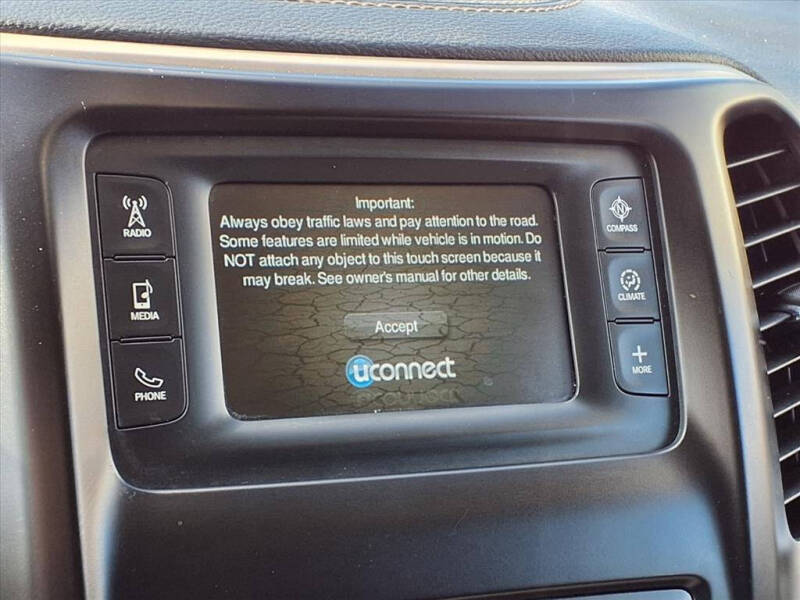 Important:
Always obey traffic laws and pay attention to the road.
Some features are limited while vehicle is in motion. Do
NOT attach any object to this touch screen because it
may break. See owner's manual for other details.
Accept
uconnect
RADIO
MEDIA
PHONE
N
COMPASS
CLIMATE
MORE